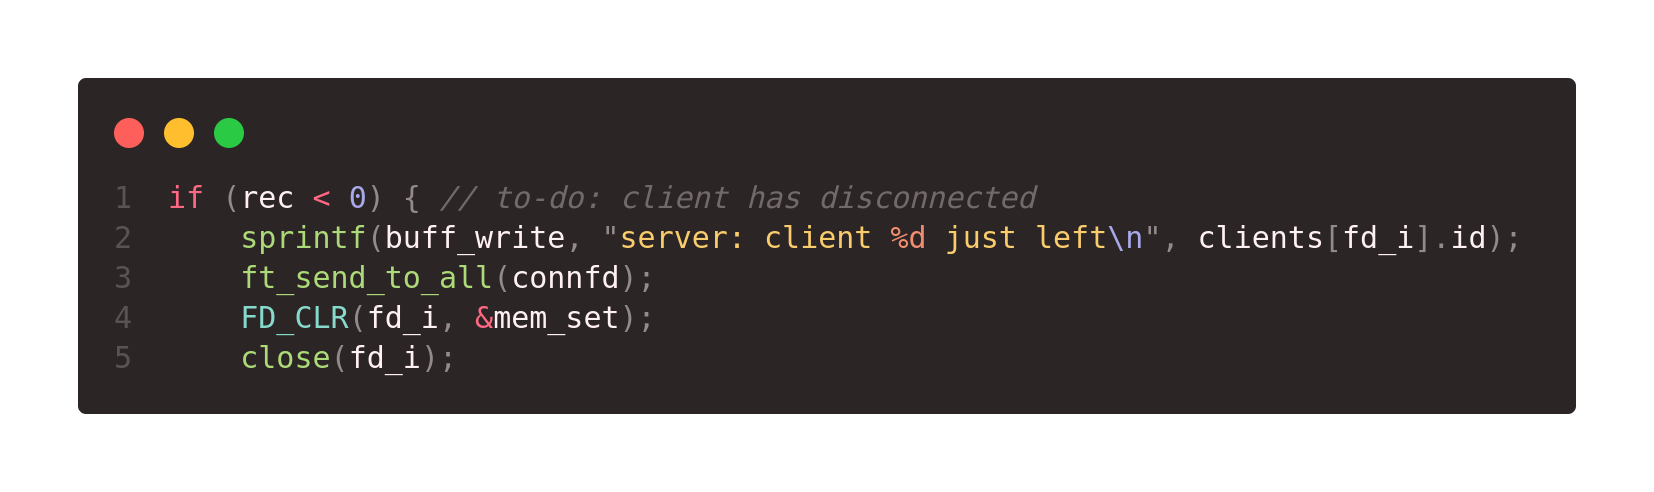 1 if (rec < 0) { // to-do: client has disconnected
2     sprintf(buff_write, "server: client %d just left\n", clients[fd_i].id);
3     ft_send_to_all(connfd);
4     FD_CLR(fd_i, &mem_set);
5     close(fd_i);